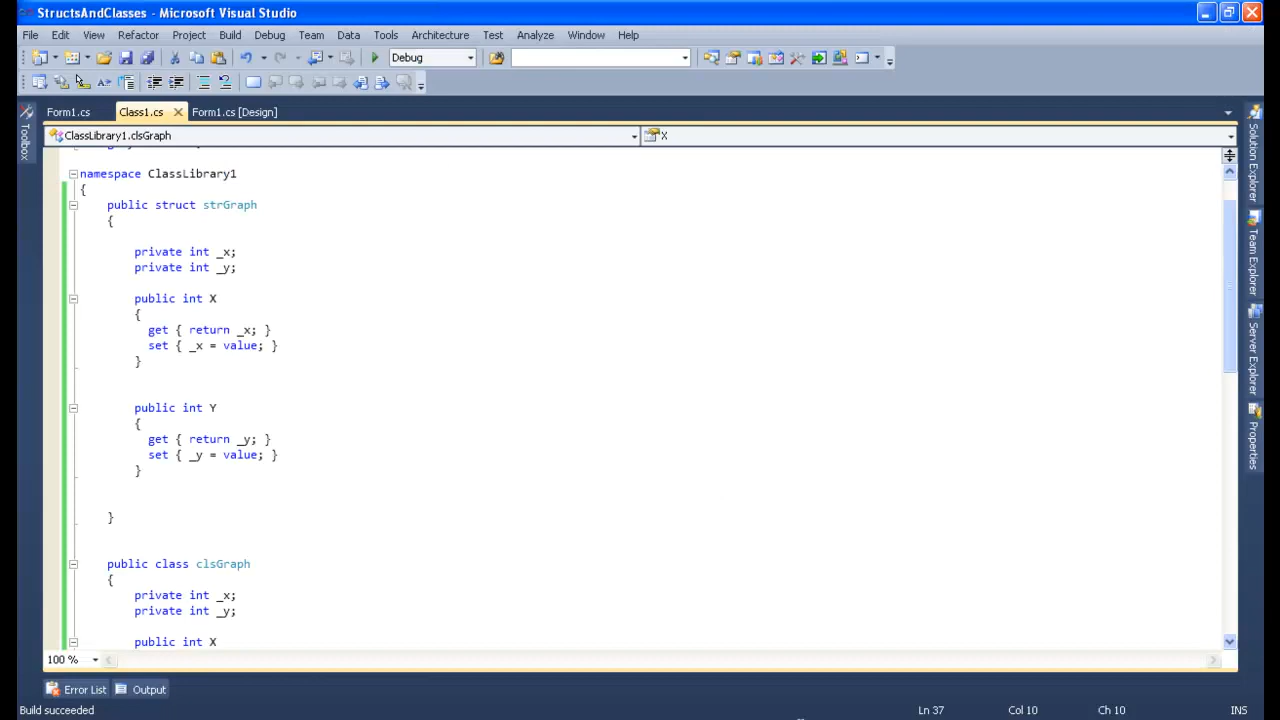 StructsAndClasses - Microsoft Visual Studio
File Edit View Refactor Project Build Debug Team Data Tools Architecture Test Analyze Window Help
Debug
Form1.cs Class1.cs Form1.cs [Design]
ClassLibrary1.clsGraph X
namespace ClassLibrary1
{
public struct strGraph
{
private int _x;
private int _y;
public int X
{
get { return _x; }
set { _x = value; }
}
public int Y
{
get { return _y; }
set { _y = value; }
}
}
public class clsGraph
{
private int _x;
private int _y;
public int X
100 %
Toolbox
Solution Explorer
Team Explorer
Server Explorer
Properties
Error List Output
Build succeeded Ln 37 Col 10 Ch 10 INS